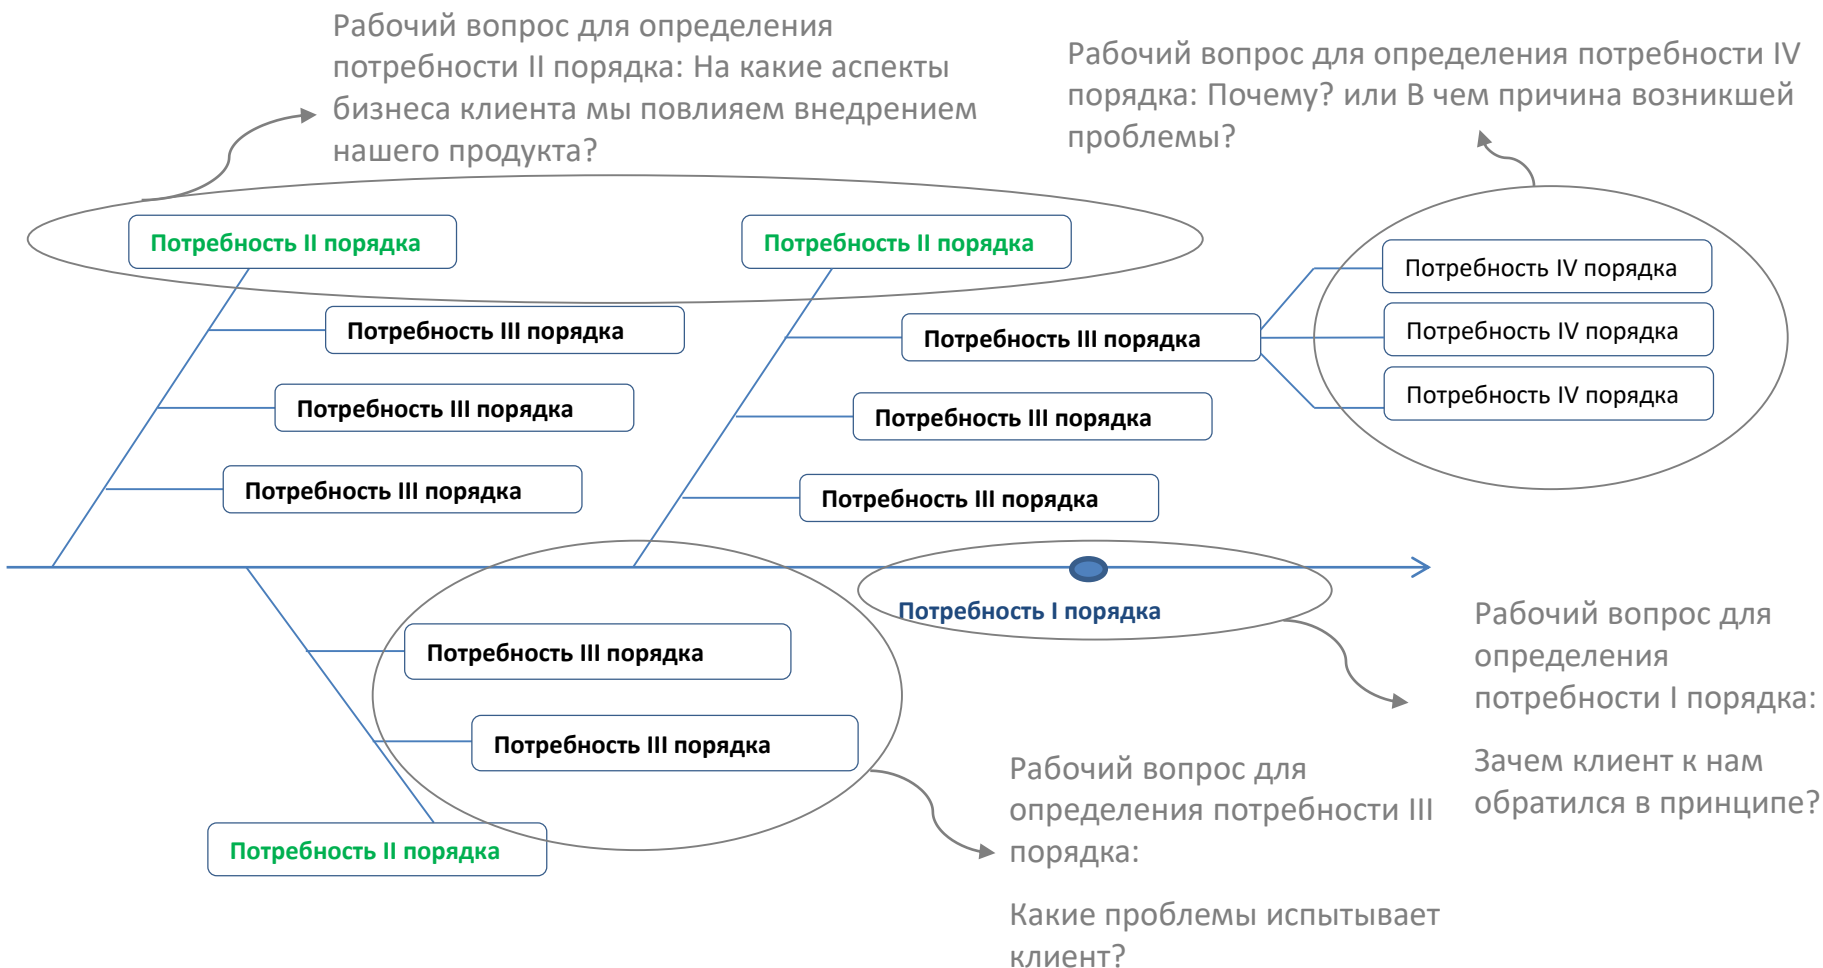 Рабочий вопрос для определения
потребности II порядка: На какие аспекты
бизнеса клиента мы повлияем внедрением
нашего продукта?
Рабочий вопрос для определения потребности IV
порядка: Почему? или В чем причина возникшей
проблемы?
Потребность II порядка
Потребность II порядка
Потребность IV порядка
Потребность IV порядка
Потребность IV порядка
Потребность III порядка
Потребность III порядка
Потребность III порядка
Потребность III порядка
Потребность III порядка
Потребность III порядка
Потребность I порядка
Потребность III порядка
Потребность III порядка
Потребность II порядка
Рабочий вопрос для
определения потребности III
порядка:
Какие проблемы испытывает
клиент?
Рабочий вопрос для
определения
потребности I порядка:
Зачем клиент к нам
обратился в принципе?